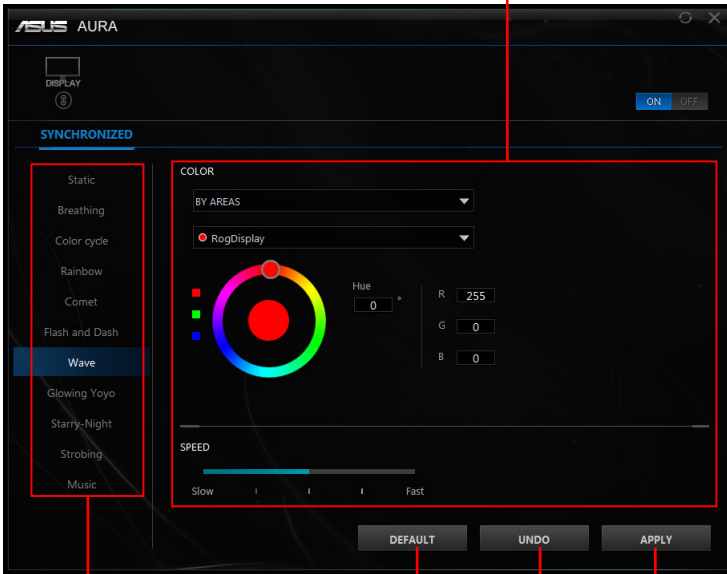 ASUS AURA
DISPLAY
ON OFF
SYNCHRONIZED
Static
Breathing
Color cycle
Rainbow
Comet
Flash and Dash
Wave
Glowing Yoyo
Starry-Night
Strobing
Music
COLOR
BY AREAS
RogDisplay
Hue
0 °
R 255
G 0
B 0
SPEED
Slow Fast
DEFAULT UNDO APPLY